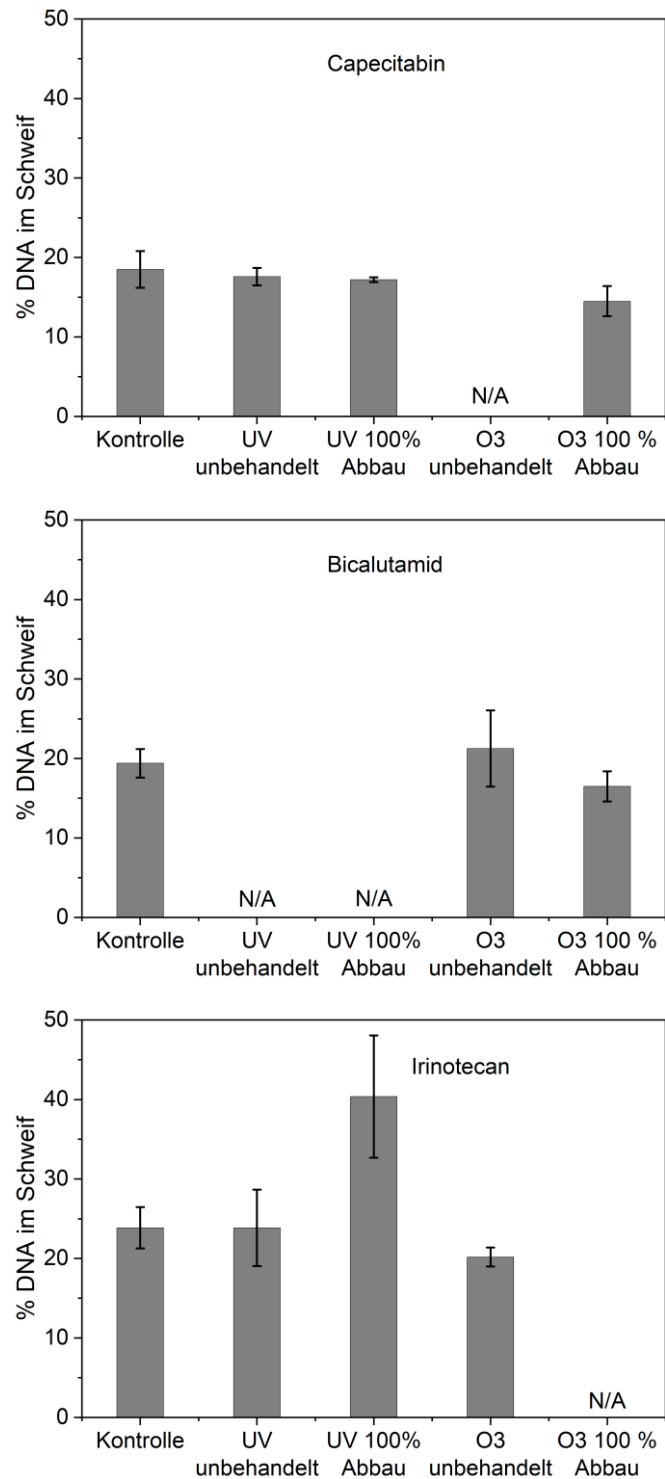 50
40
30
20
10
0
% DNA im Schweif
Capecitabin
N/A
Kontrolle UV UV 100% O3 O3 100 %
unbehandelt Abbau unbehandelt Abbau
50
40
30
20
10
0
% DNA im Schweif
Bicalutamid
N/A N/A
Kontrolle UV UV 100% O3 O3 100 %
unbehandelt Abbau unbehandelt Abbau
50
40
30
20
10
0
% DNA im Schweif
Irinotecan
N/A
Kontrolle UV UV 100% O3 O3 100 %
unbehandelt Abbau unbehandelt Abbau